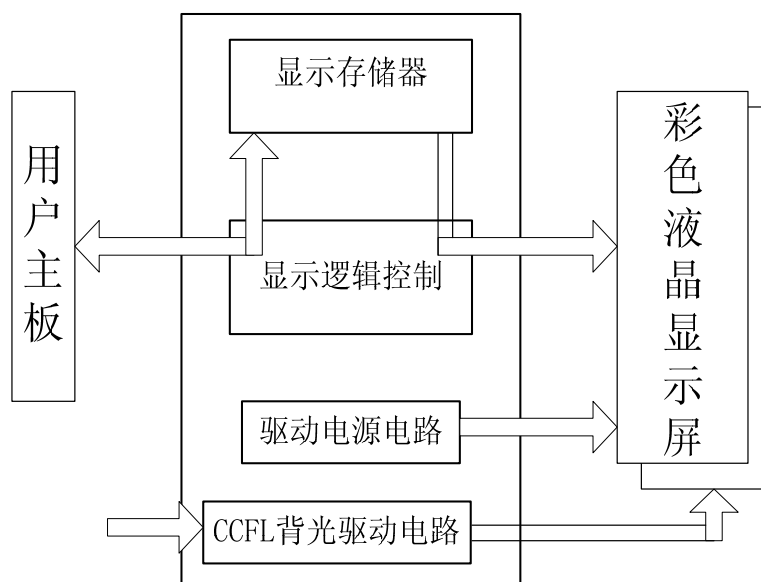 显示存储器
用户主板
显示逻辑控制
彩色液晶显示屏
驱动电源电路
CCFL背光驱动电路